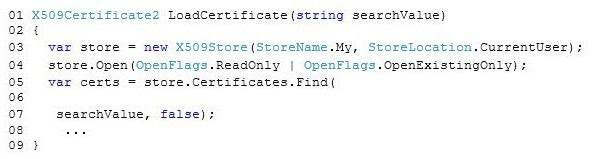 01 X509Certificate2 LoadCertificate(string searchValue)
02 {
03   var store = new X509Store(StoreName.My, StoreLocation.CurrentUser);
04   store.Open(OpenFlags.ReadOnly | OpenFlags.OpenExistingOnly);
05   var certs = store.Certificates.Find(
06
07    searchValue, false);
08     ...
09 }